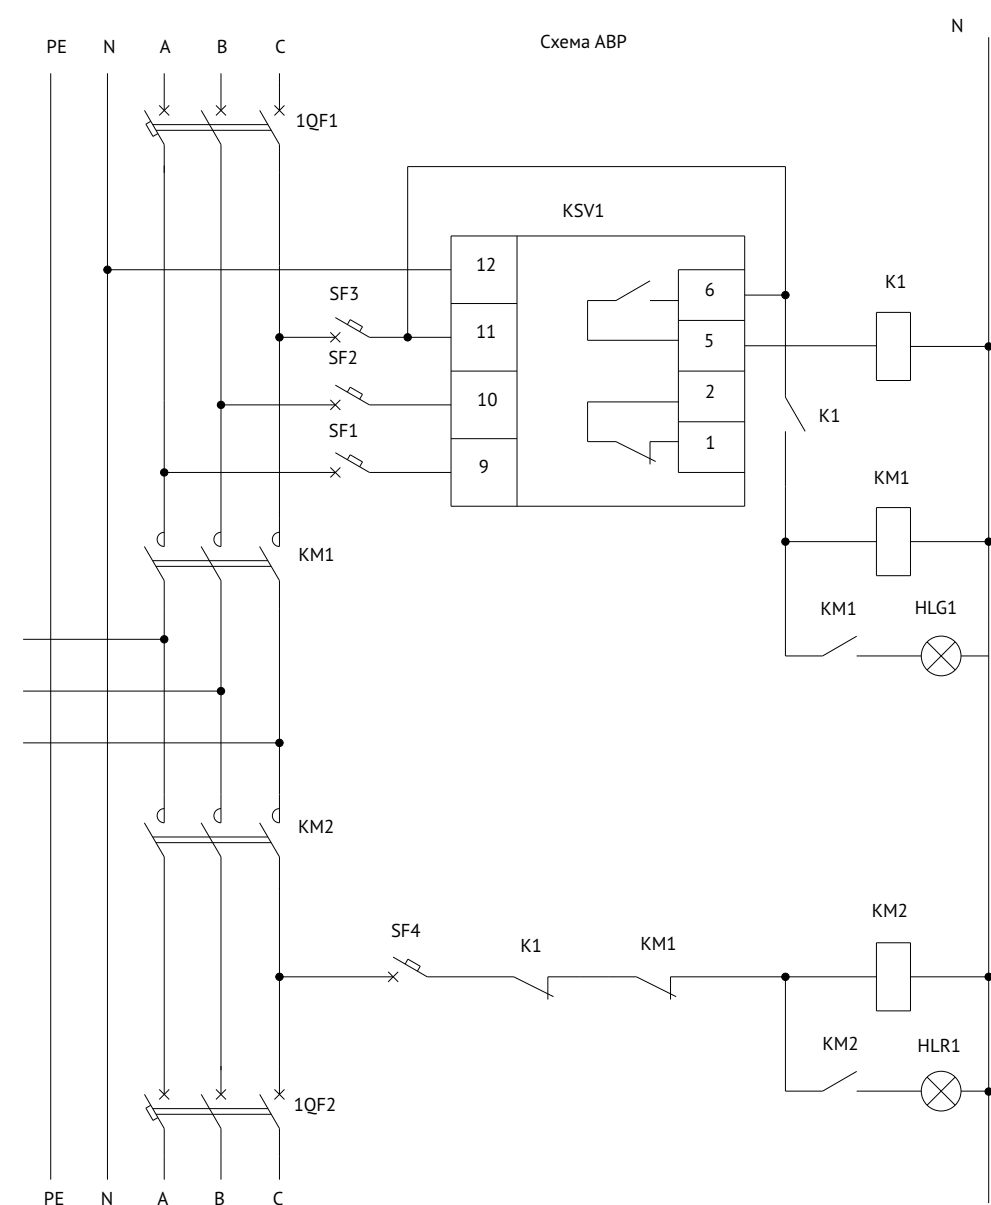 N
PE N A B C
Схема АВР
1QF1
KSV1
12
SF3
6
K1
11
SF2
5
10
2
K1
SF1
1
9
KM1
KM1
KM1
HLG1
KM2
KM2
SF4
K1
KM1
KM2
HLR1
1QF2
PE N A B C